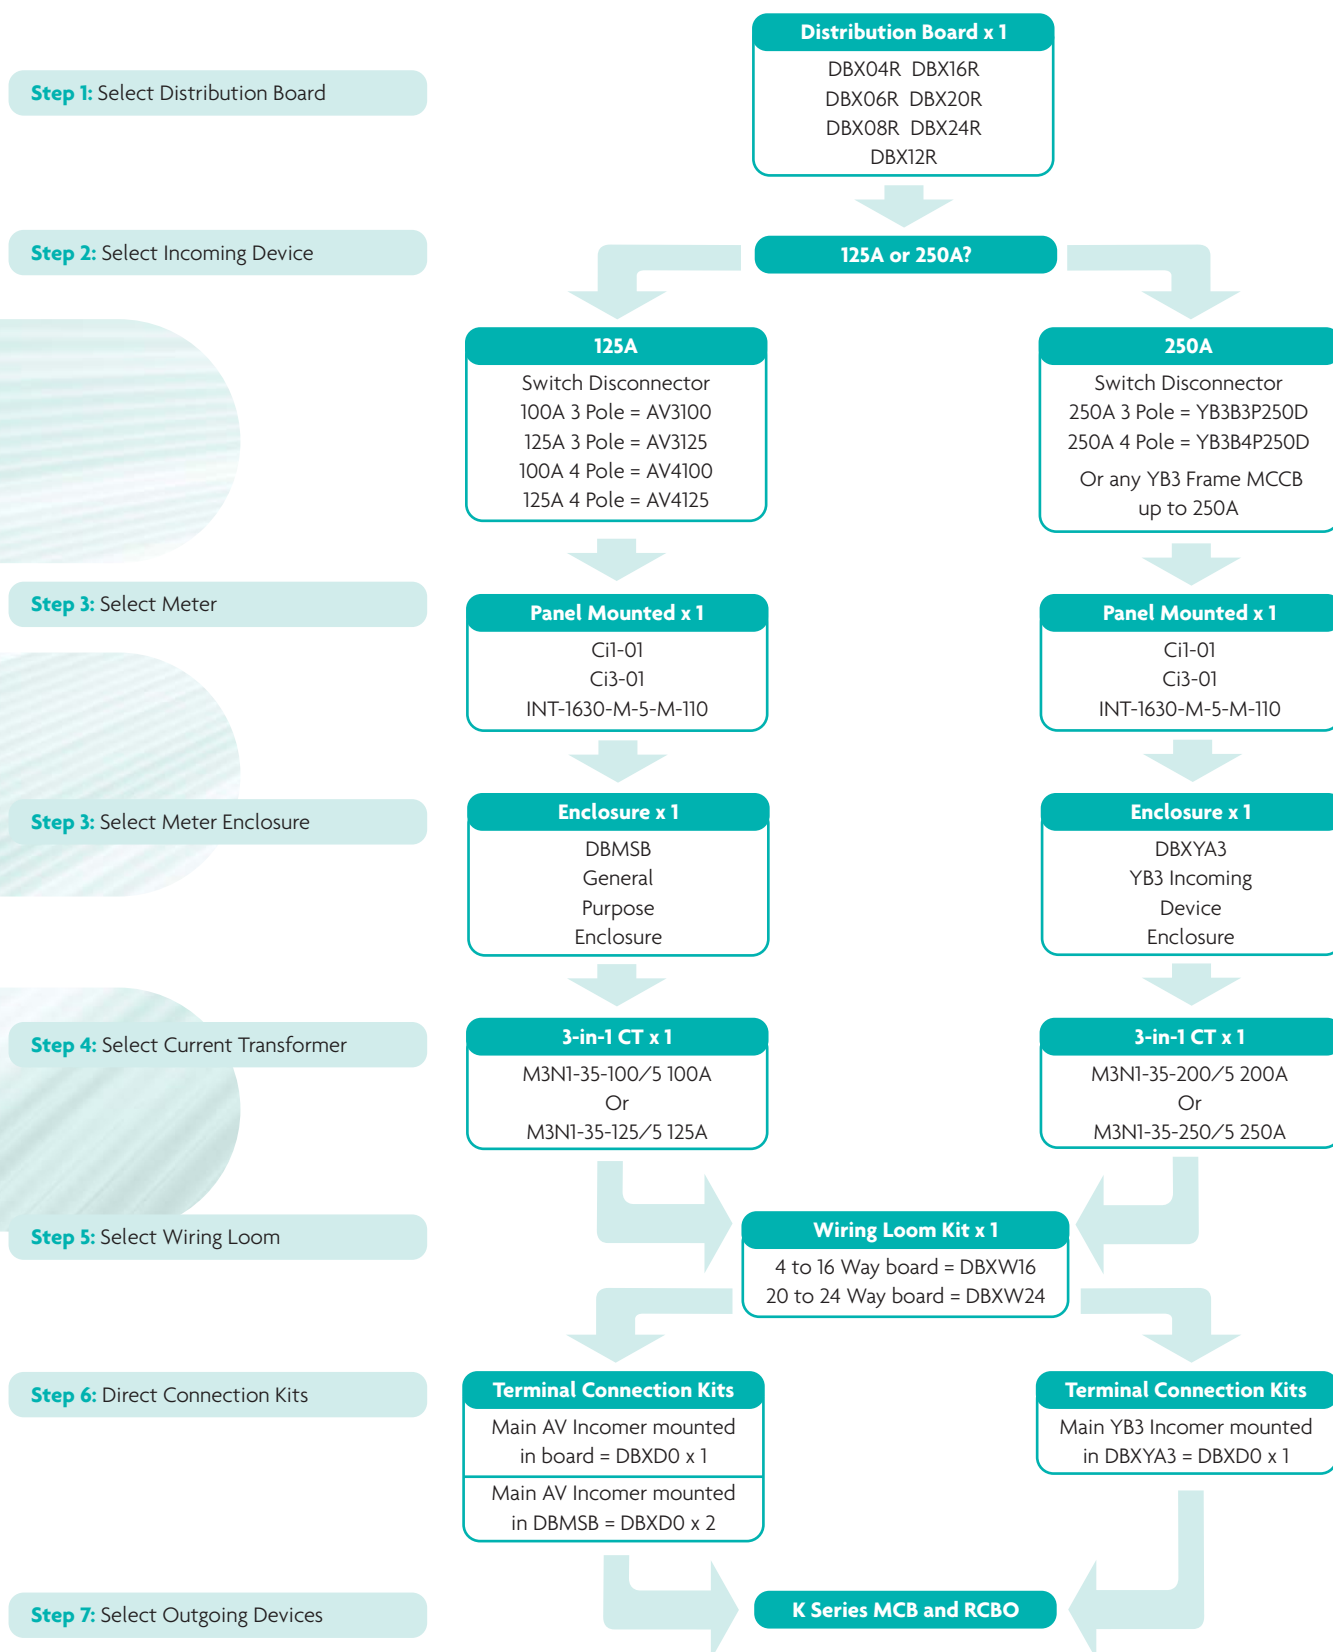 Distribution Board x 1
DBX04R DBX16R
DBX06R DBX20R
DBX08R DBX24R
DBX12R
Step 1: Select Distribution Board
Step 2: Select Incoming Device
125A or 250A?
125A
Switch Disconnector
100A 3 Pole = AV3100
125A 3 Pole = AV3125
100A 4 Pole = AV4100
125A 4 Pole = AV4125
250A
Switch Disconnector
250A 3 Pole = YB3B3P250D
250A 4 Pole = YB3B4P250D
Or any YB3 Frame MCCB
up to 250A
Step 3: Select Meter
Panel Mounted x 1
Ci1-01
Ci3-01
INT-1630-M-5-M-110
Panel Mounted x 1
Ci1-01
Ci3-01
INT-1630-M-5-M-110
Step 3: Select Meter Enclosure
Enclosure x 1
DBMSB
General
Purpose
Enclosure
Enclosure x 1
DBXYA3
YB3 Incoming
Device
Enclosure
Step 4: Select Current Transformer
3-in-1 CT x 1
M3N1-35-100/5 100A
Or
M3N1-35-125/5 125A
3-in-1 CT x 1
M3N1-35-200/5 200A
Or
M3N1-35-250/5 250A
Step 5: Select Wiring Loom
Wiring Loom Kit x 1
4 to 16 Way board = DBXW16
20 to 24 Way board = DBXW24
Step 6: Direct Connection Kits
Terminal Connection Kits
Main AV Incomer mounted
in board = DBXD0 x 1
Main AV Incomer mounted
in DBMSB = DBXD0 x 2
Terminal Connection Kits
Main YB3 Incomer mounted
in DBXYA3 = DBXD0 x 1
Step 7: Select Outgoing Devices
K Series MCB and RCBO